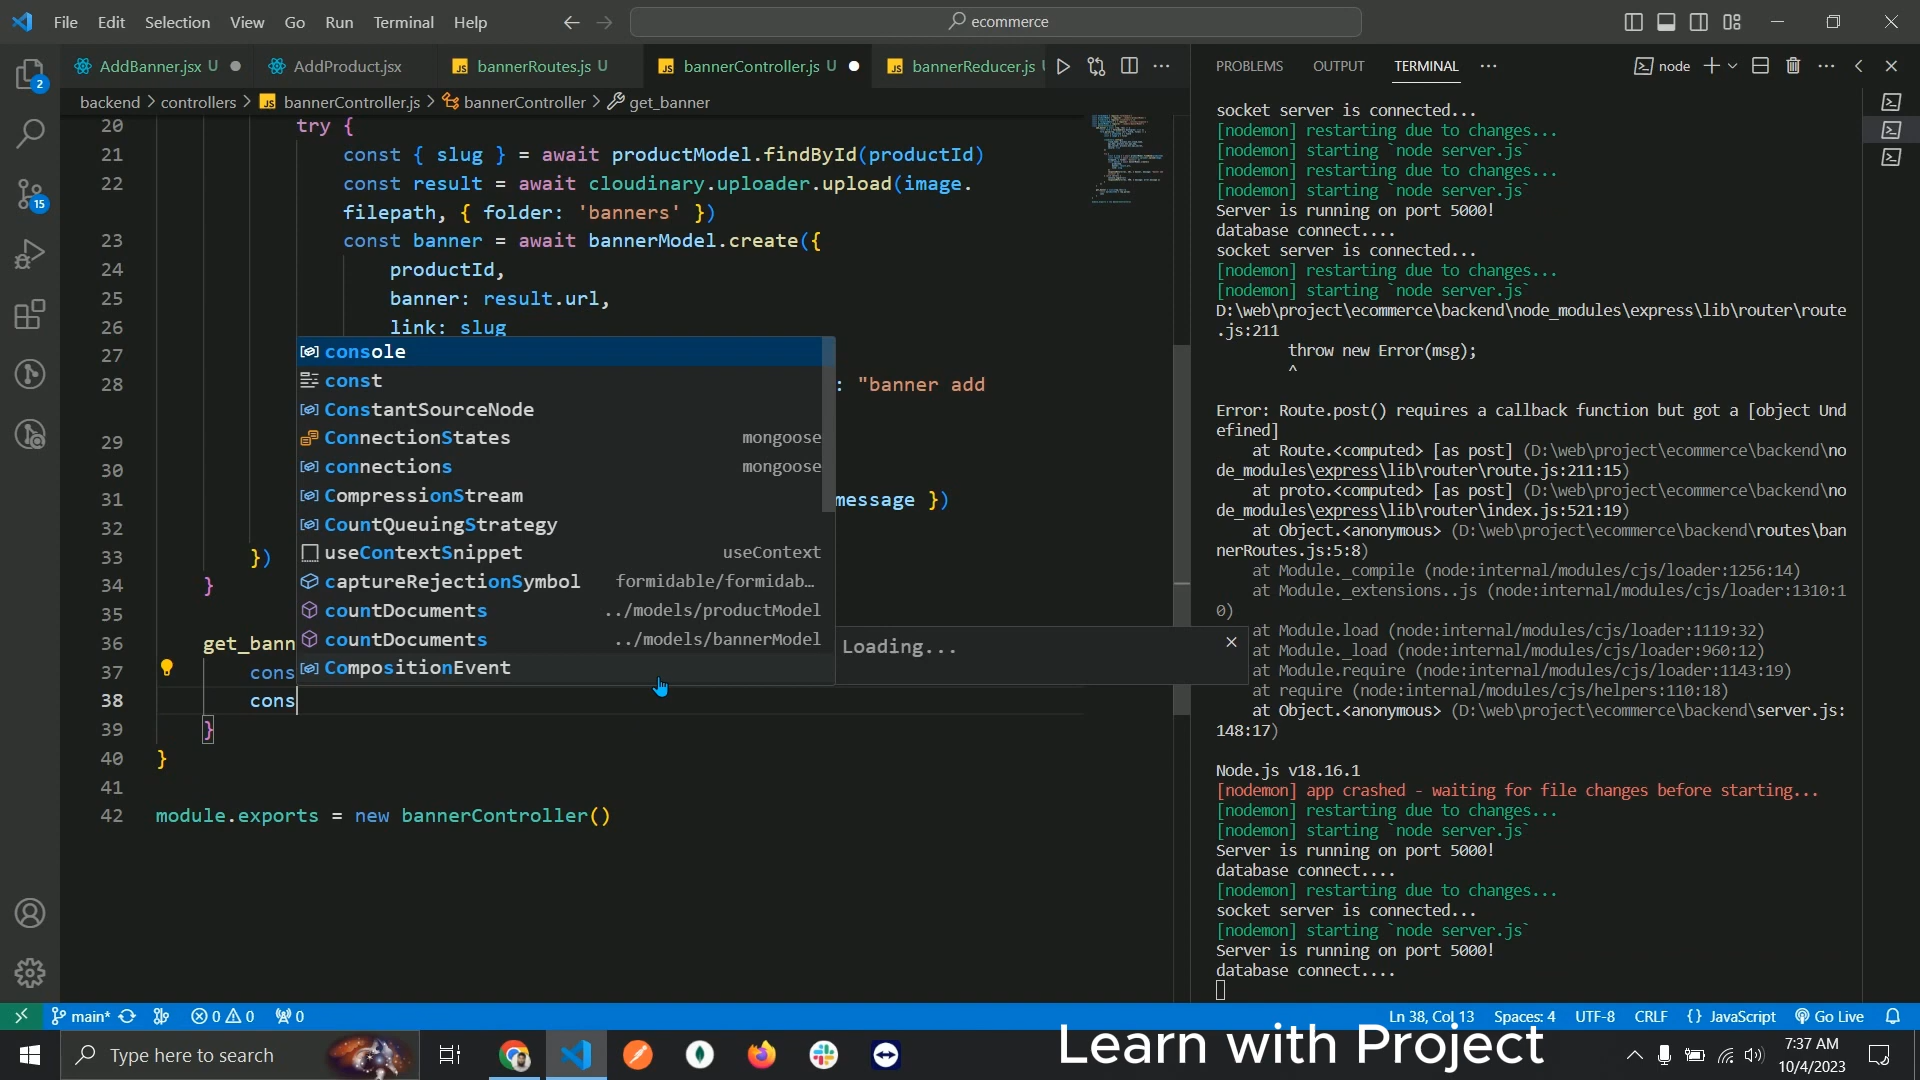 File Edit Selection View Go Run Terminal Help
ecommerce
AddBanner.jsx U
AddProduct.jsx
bannerRoutes.js U
bannerController.js U
bannerReducer.js
backend > controllers > bannerController.js > bannerController > get_banner
20 try {
21 const { slug } = await productModel.findById(productId)
22 const result = await cloudinary.uploader.upload(image.
filepath, { folder: 'banners' })
23 const banner = await bannerModel.create({
24 productId,
25 banner: result.url,
26 link: slug
27
28 : "banner add
29
30
31 message })
32
33 })
34 }
35
36 get_bann
37 cons
38 cons
39 }
40 }
41
42 module.exports = new bannerController()
console
const
ConstantSourceNode
ConnectionStates mongoose
connections mongoose
CompressionStream
CountQueuingStrategy
useContextSnippet useContext
captureRejectionSymbol formidable/formidab…
countDocuments ../models/productModel
countDocuments ../models/bannerModel
CompositionEvent
Loading...
PROBLEMS OUTPUT TERMINAL
node
socket server is connected...
[nodemon] restarting due to changes...
[nodemon] starting `node server.js`
[nodemon] restarting due to changes...
[nodemon] starting `node server.js`
Server is running on port 5000!
database connect....
socket server is connected...
[nodemon] restarting due to changes...
[nodemon] starting `node server.js`
D:\web\project\ecommerce\backend\node_modules\express\lib\router\route
.js:211
throw new Error(msg);
^
Error: Route.post() requires a callback function but got a [object Und
efined]
at Route.<computed> [as post] (D:\web\project\ecommerce\backend\no
de_modules\express\lib\router\route.js:211:15)
at proto.<computed> [as post] (D:\web\project\ecommerce\backend\no
de_modules\express\lib\router\index.js:521:19)
at Object.<anonymous> (D:\web\project\ecommerce\backend\routes\ban
nerRoutes.js:5:8)
at Module._compile (node:internal/modules/cjs/loader:1256:14)
at Module._extensions..js (node:internal/modules/cjs/loader:1310:1
0)
at Module.load (node:internal/modules/cjs/loader:1119:32)
at Module._load (node:internal/modules/cjs/loader:960:12)
at Module.require (node:internal/modules/cjs/loader:1143:19)
at require (node:internal/modules/cjs/helpers:110:18)
at Object.<anonymous> (D:\web\project\ecommerce\backend\server.js:
148:17)
Node.js v18.16.1
[nodemon] app crashed - waiting for file changes before starting...
[nodemon] restarting due to changes...
[nodemon] starting `node server.js`
Server is running on port 5000!
database connect....
[nodemon] restarting due to changes...
socket server is connected...
[nodemon] starting `node server.js`
Server is running on port 5000!
database connect....
2
15
main* 0 0 0
Ln 38, Col 13 Spaces: 4 UTF-8 CRLF {} JavaScript Go Live
Type here to search
Learn with Project
7:37 AM
10/4/2023